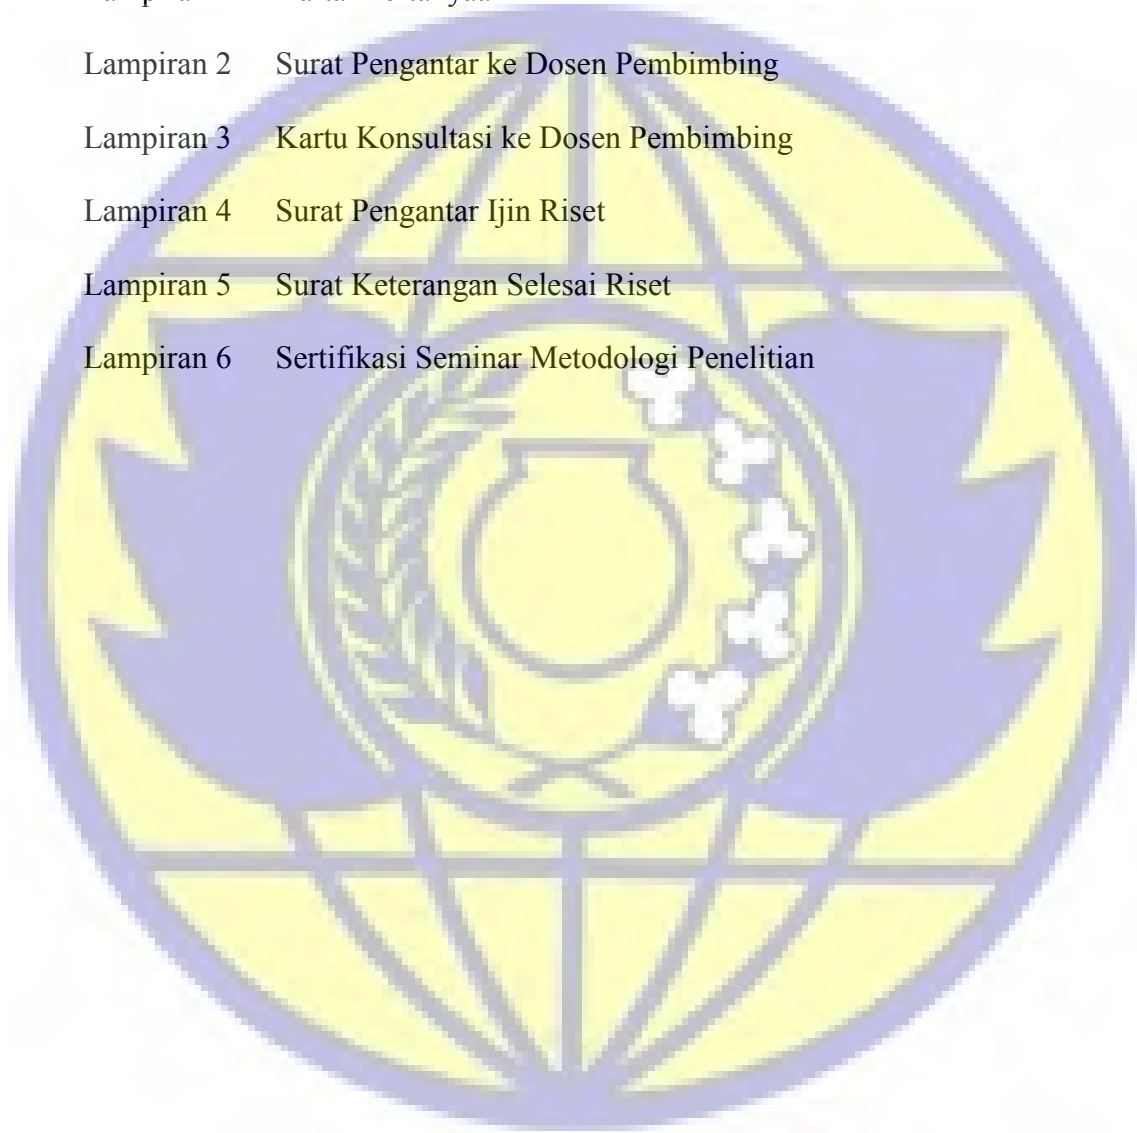 Lampiran 2 Surat Pengantar ke Dosen Pembimbing
Lampiran 3 Kartu Konsultasi ke Dosen Pembimbing
Lampiran 4 Surat Pengantar Ijin Riset
Lampiran 5 Surat Keterangan Selesai Riset
Lampiran 6 Sertifikasi Seminar Metodologi Penelitian